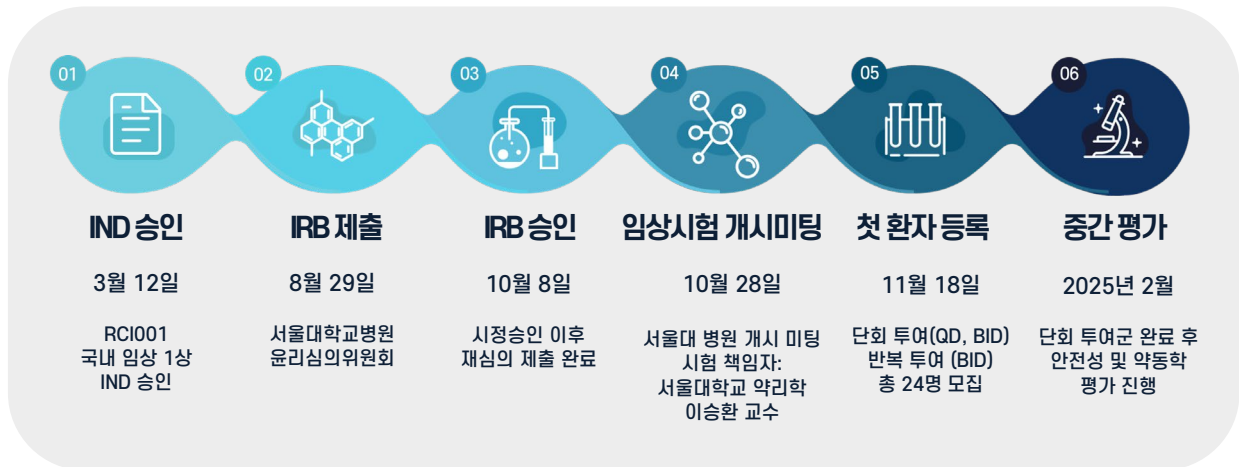 01
IND 승인
3월 12일
RCI001
국내 임상 1상
IND 승인
02
IRB 제출
8월 29일
서울대학교병원
윤리심의위원회
03
IRB 승인
10월 8일
시정승인 이후
재심의 제출 완료
04
임상시험 개시미팅
10월 28일
서울대 병원 개시 미팅
시험 책임자:
서울대학교 약리학
이승환 교수
05
첫 환자 등록
11월 18일
단회 투여(QD, BID)
반복 투여 (BID)
총 24명 모집
06
중간 평가
2025년 2월
단회 투여군 완료 후
안전성 및 약동학
평가 진행